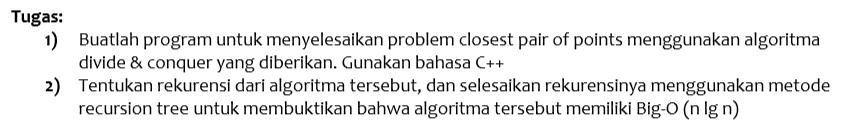 Tugas:
1) Buatlah program untuk menyelesaikan problem closest pair of points menggunakan algoritma
divide & conquer yang diberikan. Gunakan bahasa C++
2) Tentukan rekurensi dari algoritma tersebut, dan selesaikan rekurensinya menggunakan metode
recursion tree untuk membuktikan bahwa algoritma tersebut memiliki Big-O (n lg n)